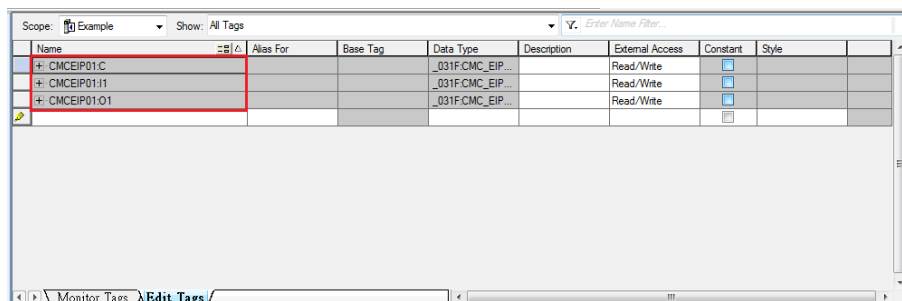 Scope: Example Show: All Tags Enter Name Filter...
Name Alias For Base Tag Data Type Description External Access Constant Style
CMCEIP01:C _031F:CMC_EIP... Read/Write
CMCEIP01:I1 _031F:CMC_EIP... Read/Write
CMCEIP01:O1 _031F:CMC_EIP... Read/Write
Monitor Tags Edit Tags